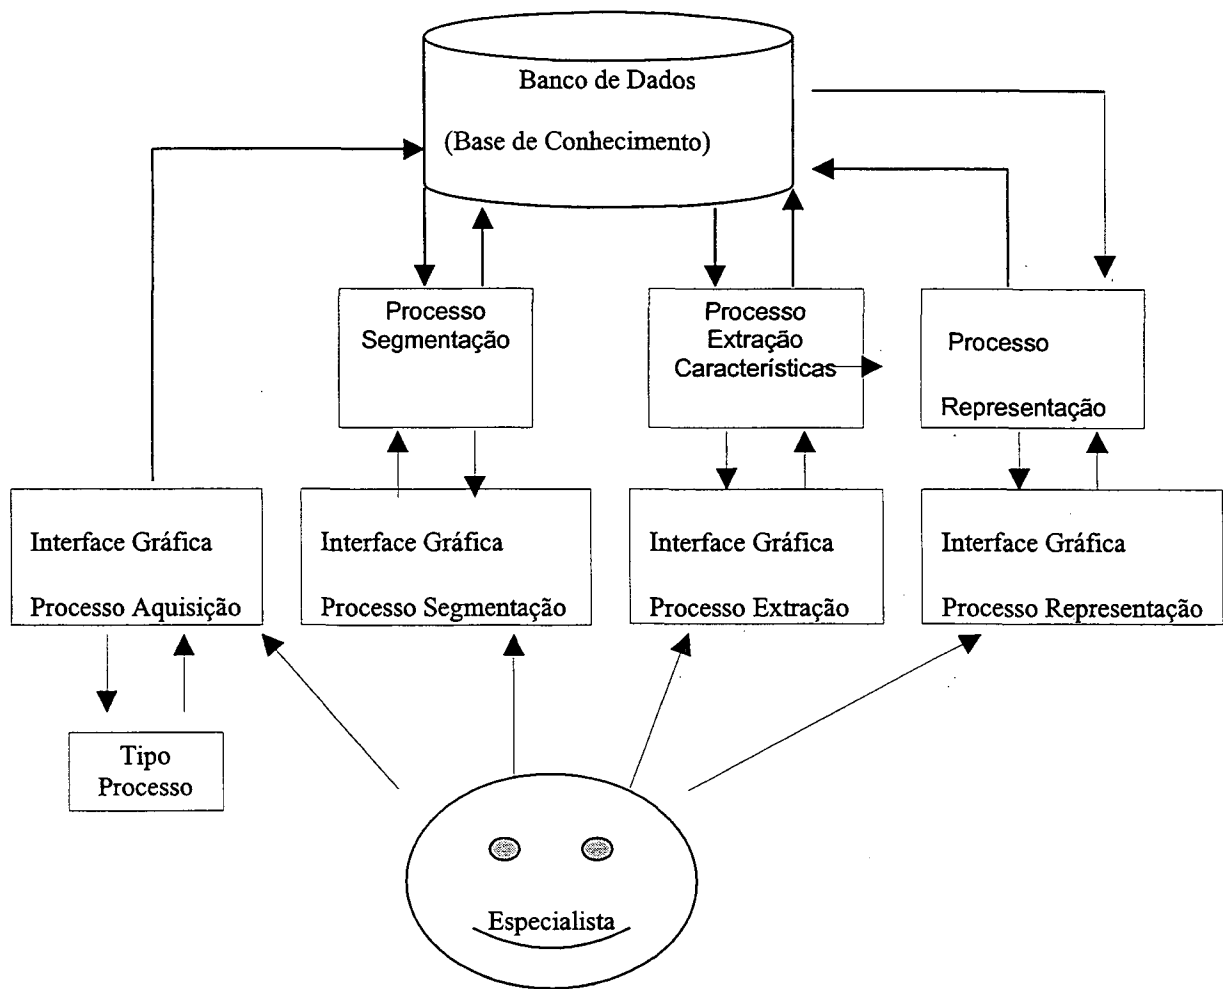 Banco de Dados
(Base de Conhecimento)
Processo
Segmentação
Processo
Extração
Características
Processo
Representação
Interface Gráfica
Processo Aquisição
Interface Gráfica
Processo Segmentação
Interface Gráfica
Processo Extração
Interface Gráfica
Processo Representação
Tipo
Processo
Especialista